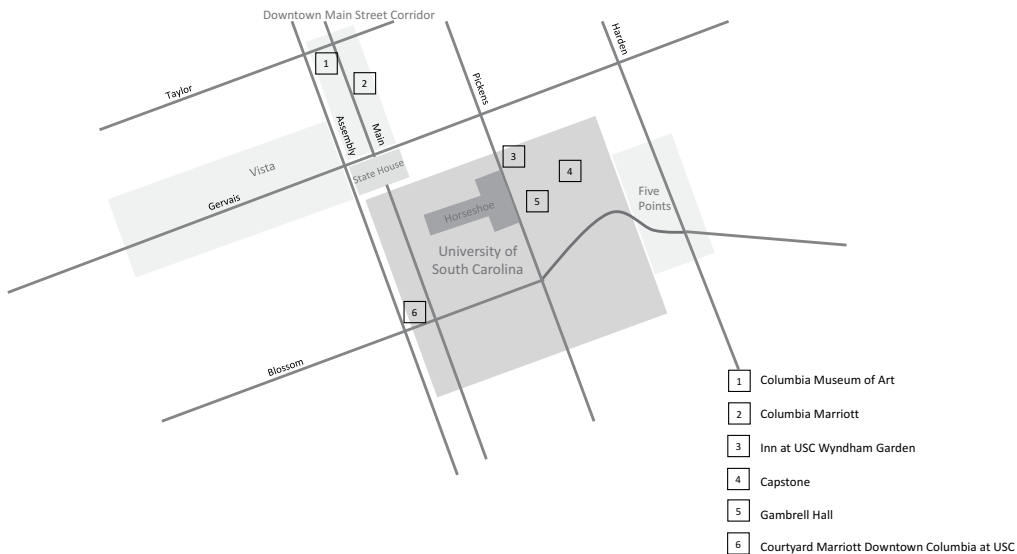 Downtown Main Street Corridor
Harden
1
Pickens
2
Taylor
Assembly
Main
3
Vista
State House
4
Five
Points
Gervais
5
Horseshoe
University of
South Carolina
6
Blossom
1 Columbia Museum of Art
2 Columbia Marriott
3 Inn at USC Wyndham Garden
4 Capstone
5 Gambrell Hall
6 Courtyard Marriott Downtown Columbia at USC